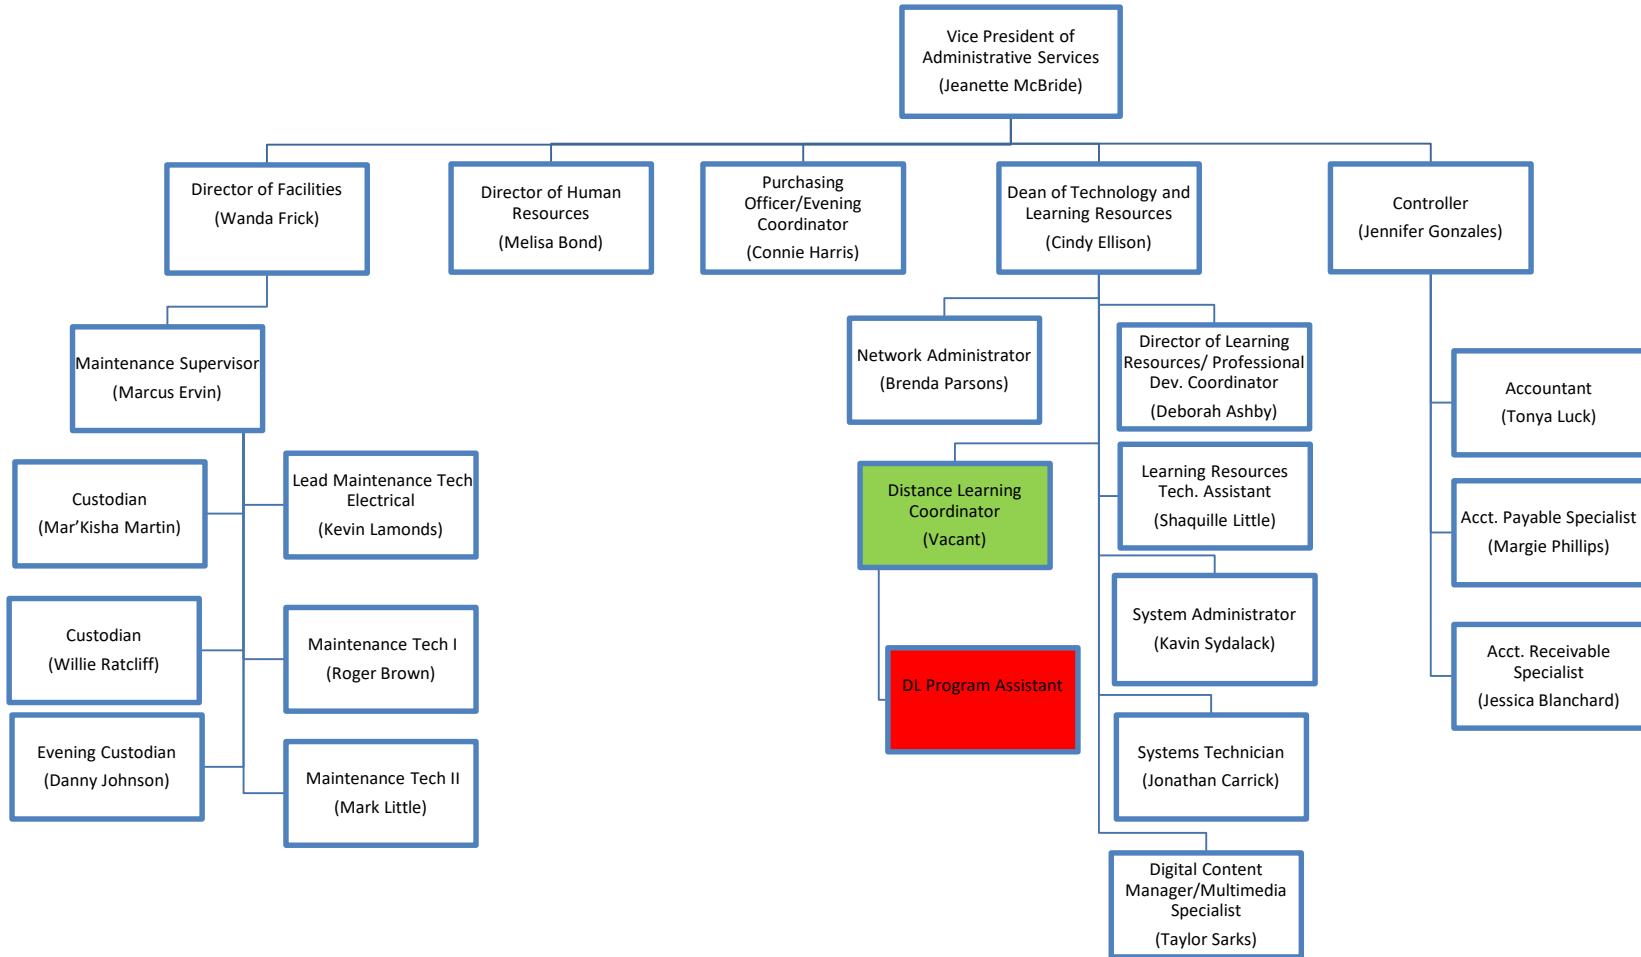 Vice President of
Administrative Services
(Jeanette McBride)
Director of Facilities
(Wanda Frick)
Director of Human
Resources
(Melisa Bond)
Purchasing
Officer/Evening
Coordinator
(Connie Harris)
Dean of Technology and
Learning Resources
(Cindy Ellison)
Controller
(Jennifer Gonzales)
Maintenance Supervisor
(Marcus Ervin)
Custodian
(Mar’Kisha Martin)
Lead Maintenance Tech
Electrical
(Kevin Lamonds)
Custodian
(Willie Ratcliff)
Maintenance Tech I
(Roger Brown)
Evening Custodian
(Danny Johnson)
Maintenance Tech II
(Mark Little)
Network Administrator
(Brenda Parsons)
Director of Learning
Resources/ Professional
Dev. Coordinator
(Deborah Ashby)
Distance Learning
Coordinator
(Vacant)
Learning Resources
Tech. Assistant
(Shaquille Little)
System Administrator
(Kavin Sydalack)
DL Program Assistant
Systems Technician
(Jonathan Carrick)
Digital Content
Manager/Multimedia
Specialist
(Taylor Sarks)
Accountant
(Tonya Luck)
Acct. Payable Specialist
(Margie Phillips)
Acct. Receivable
Specialist
(Jessica Blanchard)